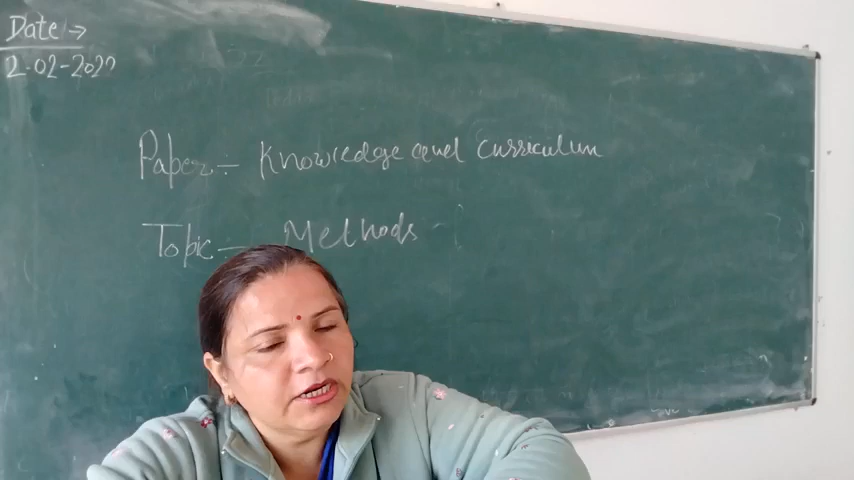 Date :→
2-02-2022
Paper :- Knowledge and curriculum
Topic :- Methods -